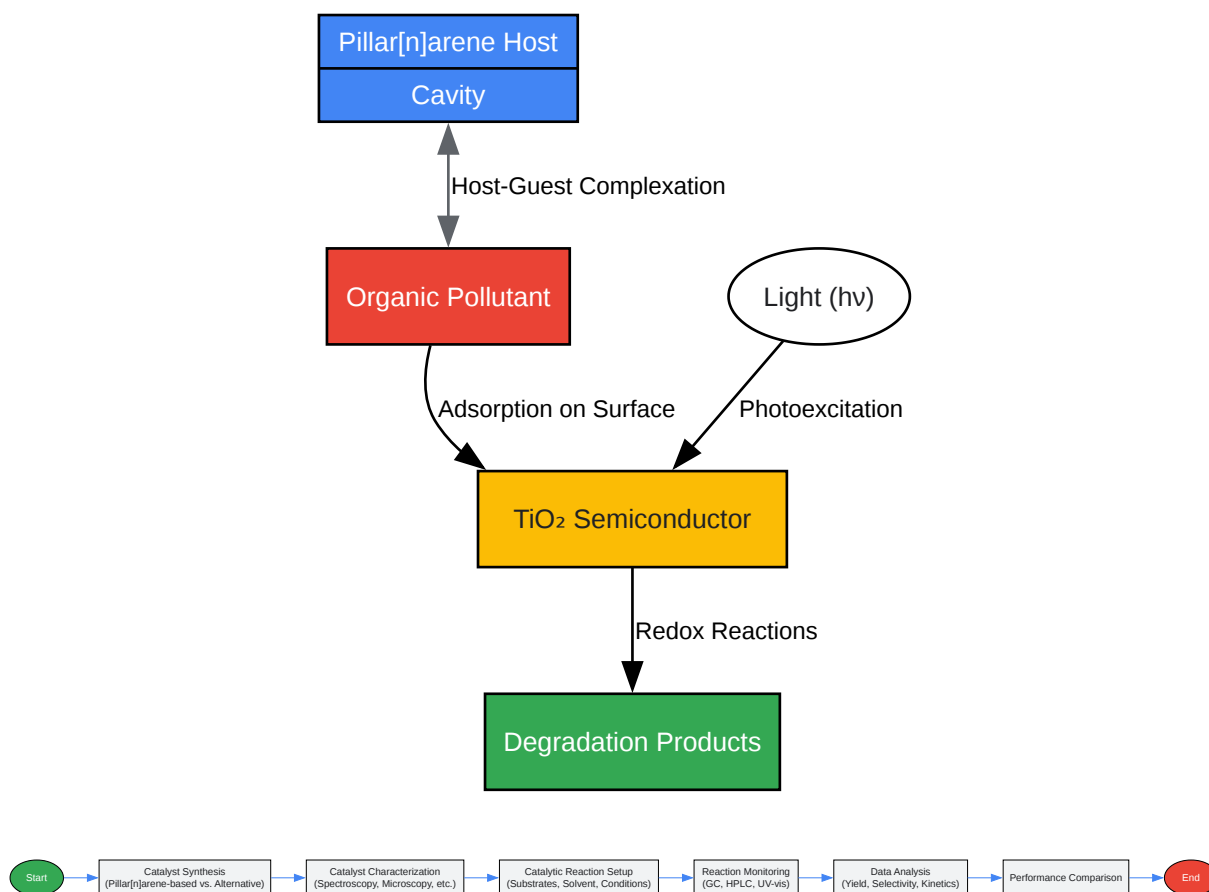 Pillar[n]arene Host
Cavity
Host-Guest Complexation
Organic Pollutant
Light (hν)
Adsorption on Surface
Photoexcitation
TiO₂ Semiconductor
Redox Reactions
Degradation Products
Start
Catalyst Synthesis
(Pillar[n]arene-based vs. Alternative)
Catalyst Characterization
(Spectroscopy, Microscopy, etc.)
Catalytic Reaction Setup
(Substrates, Solvent, Conditions)
Reaction Monitoring
(GC, HPLC, UV-vis)
Data Analysis
(Yield, Selectivity, Kinetics)
Performance Comparison
End